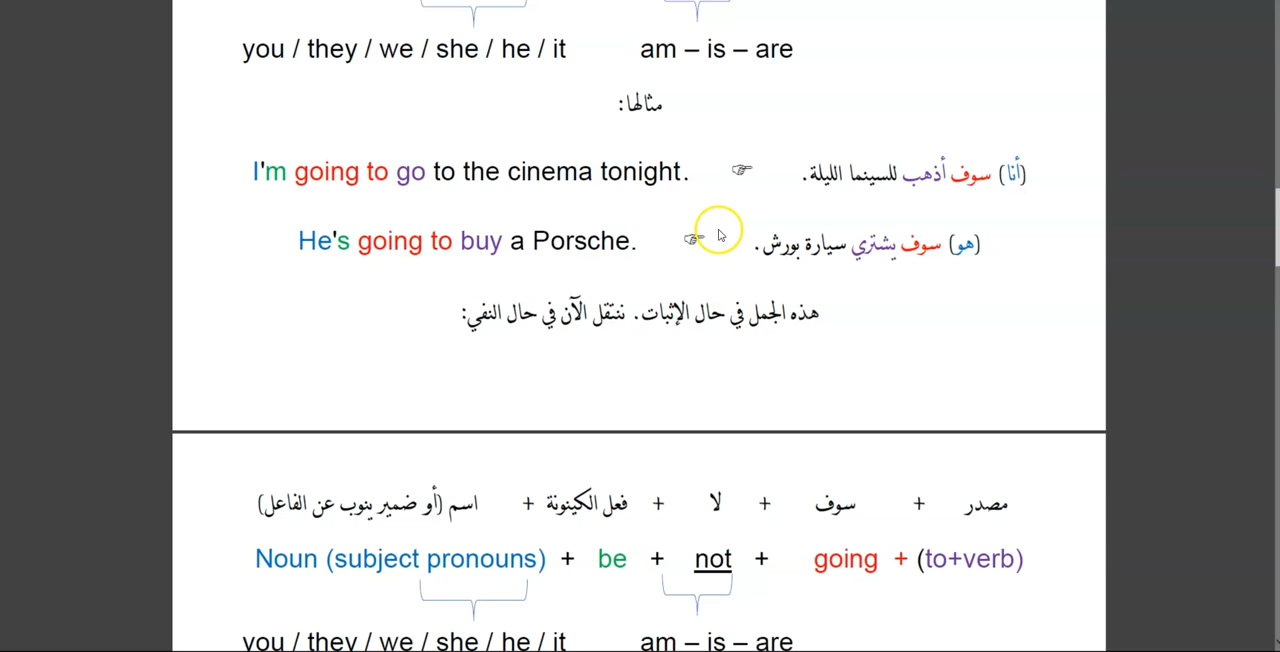 you / they / we / she / he / it am – is – are
مثالها:
I'm going to go to the cinema tonight. ☞ (أنا) سوف أذهب للسينما الليلة.
He's going to buy a Porsche. ☞ (هو) سوف يشتري سيارة بورش.
هذه الجمل في حال الإثبات. ننتقل الآن في حال النفي:
اسم (أو ضمير ينوب عن الفاعل) + فعل الكينونة + لا + سوف + مصدر
Noun (subject pronouns) + be + not + going + (to+verb)
you / they / we / she / he / it am – is – are